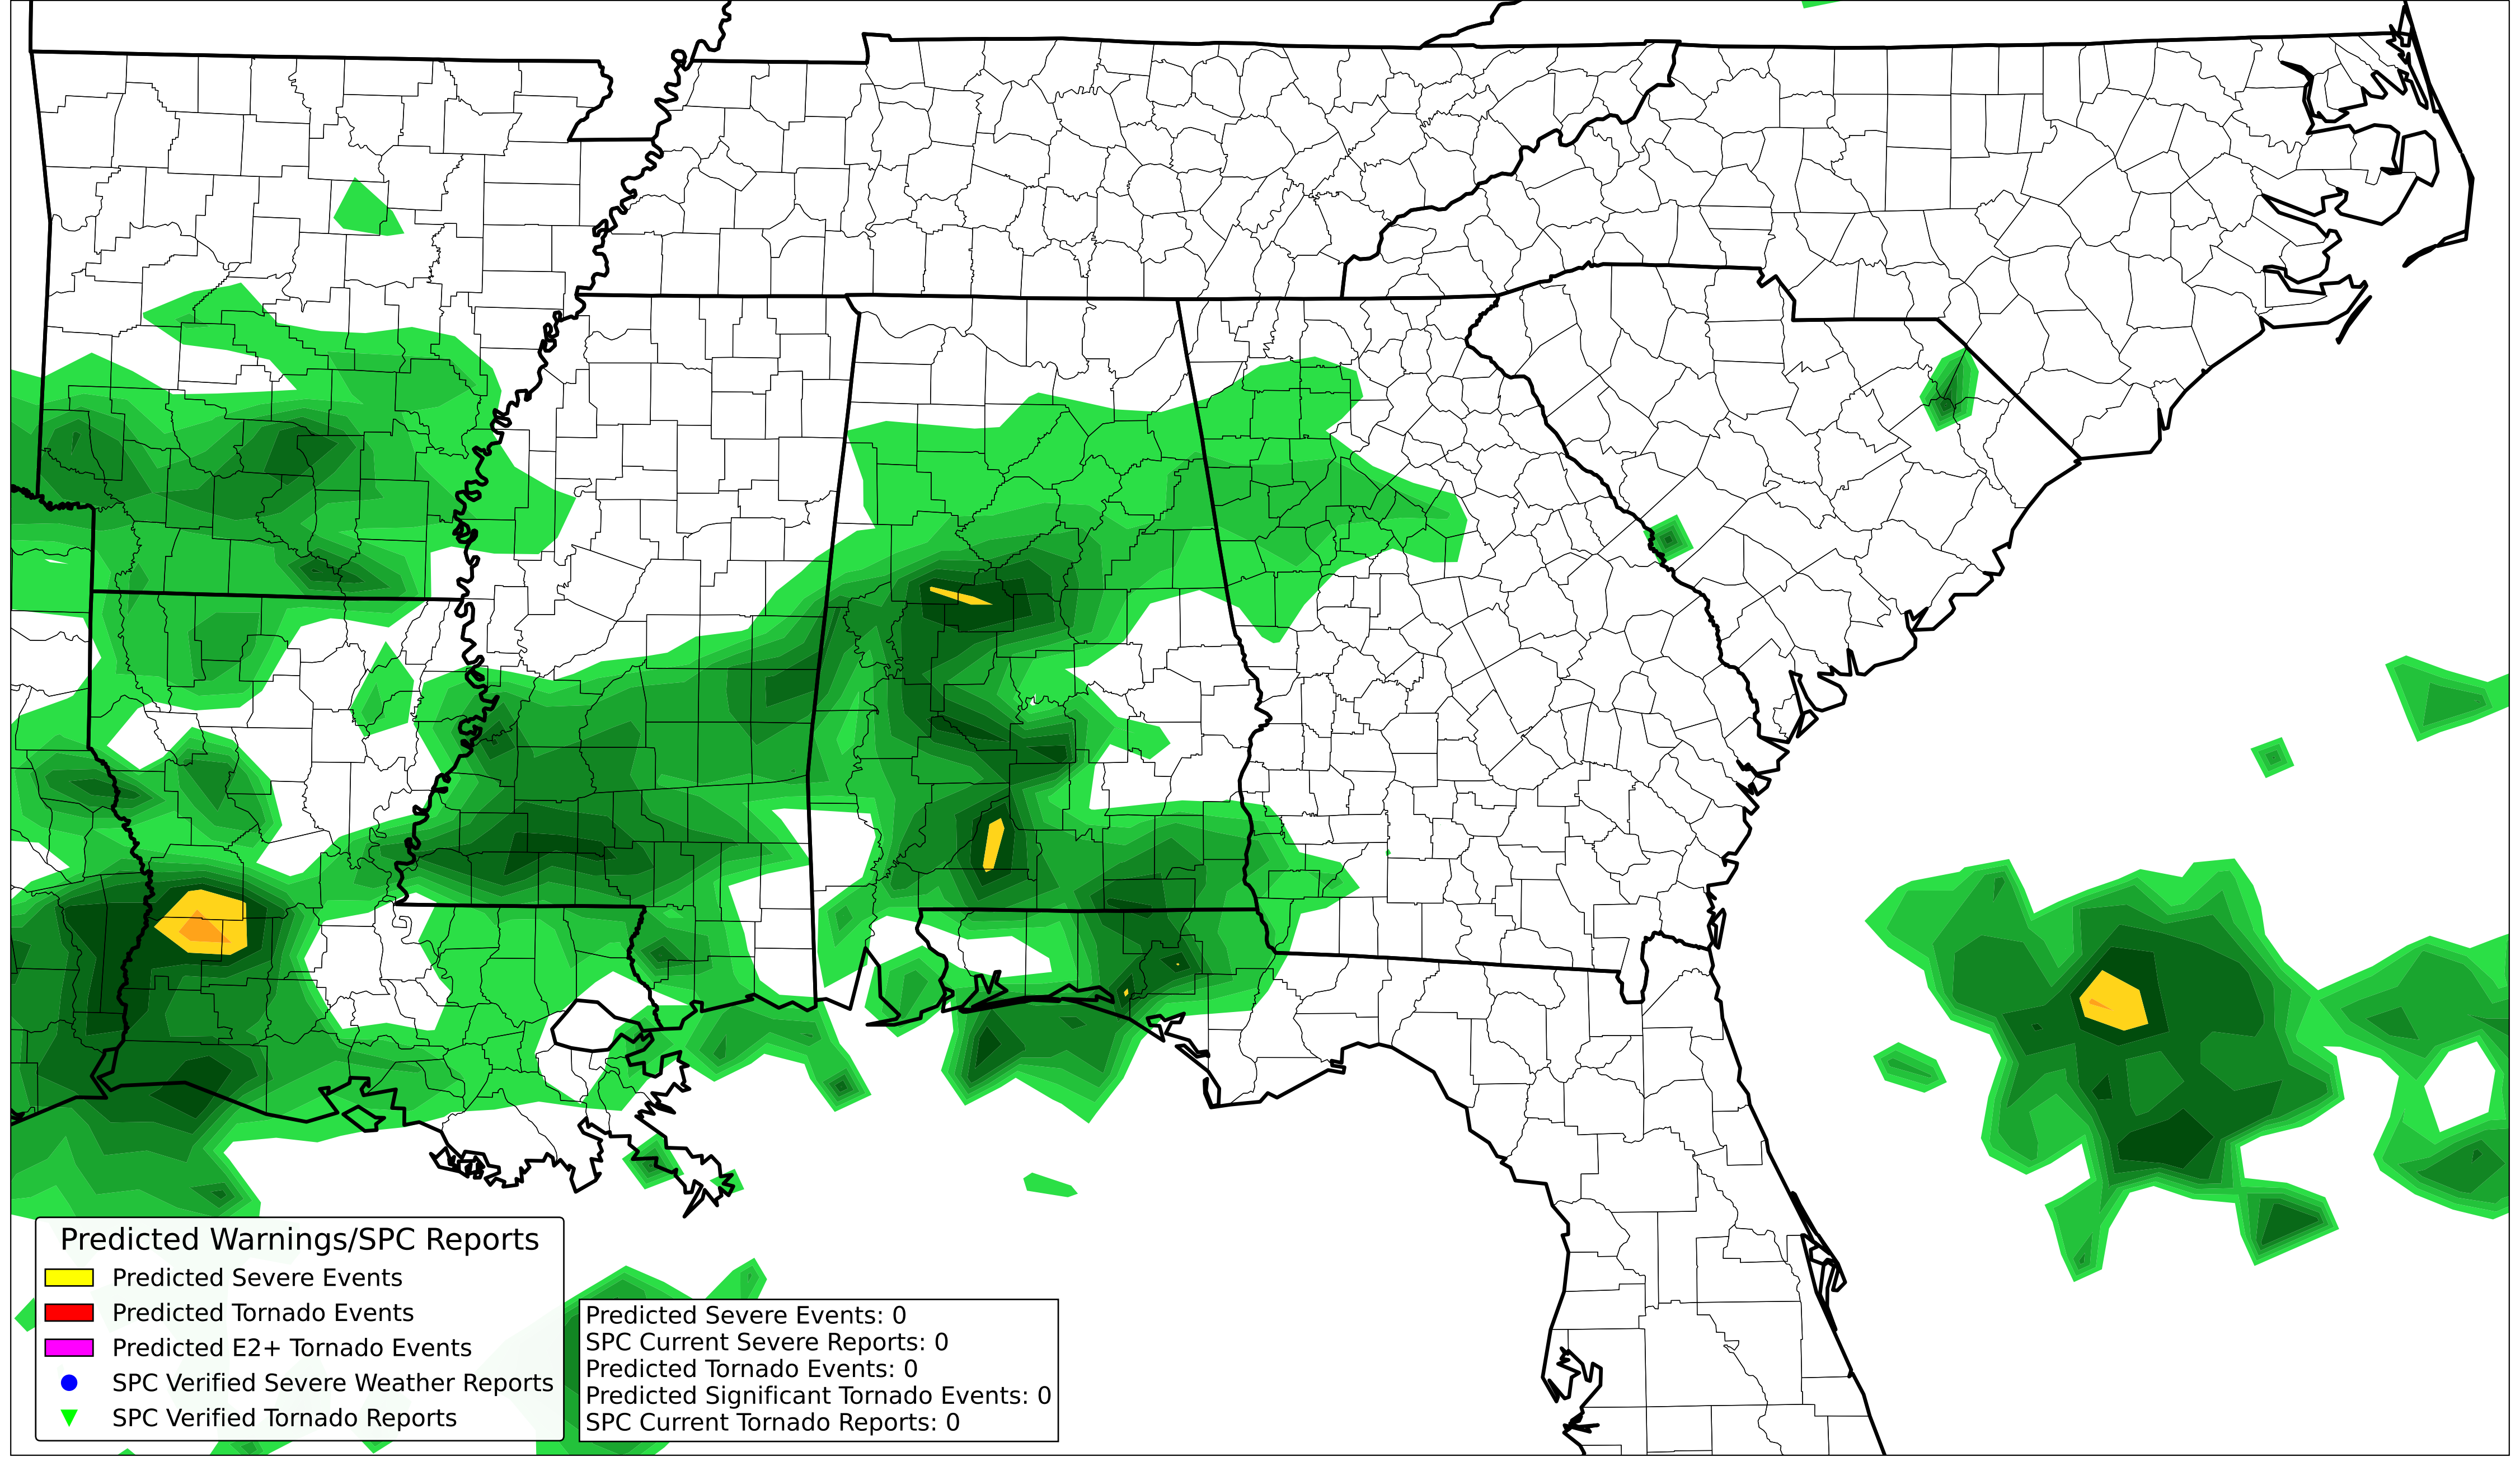 Predicted Warnings/SPC Reports
Predicted Severe Events
Predicted Tornado Events
Predicted E2+ Tornado Events
SPC Verified Severe Weather Reports
SPC Verified Tornado Reports
Predicted Severe Events: 0
SPC Current Severe Reports: 0
Predicted Tornado Events: 0
Predicted Significant Tornado Events: 0
SPC Current Tornado Reports: 0